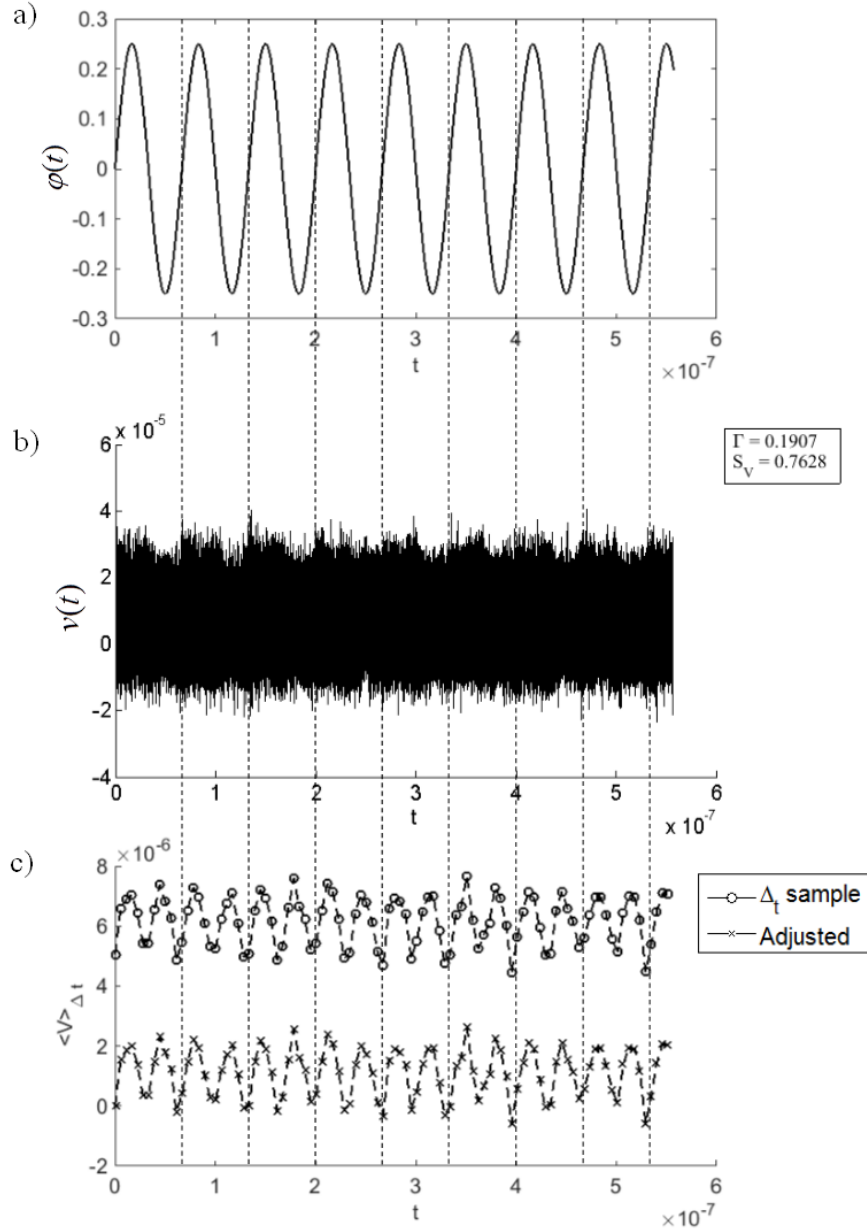 a)
0.3
0.2
0.1
0
-0.1
-0.2
-0.3
φ(t)
0 1 2 3 4 5 6
t
×10⁻⁷
b)
x 10⁻⁵
6
4
2
0
-2
-4
v(t)
0 1 2 3 4 5 6
t
x 10⁻⁷
Γ = 0.1907
S_V = 0.7628
c)
×10⁻⁶
8
6
4
2
0
-2
<V>_Δt
0 1 2 3 4 5 6
t
×10⁻⁷
Δ_t sample
Adjusted